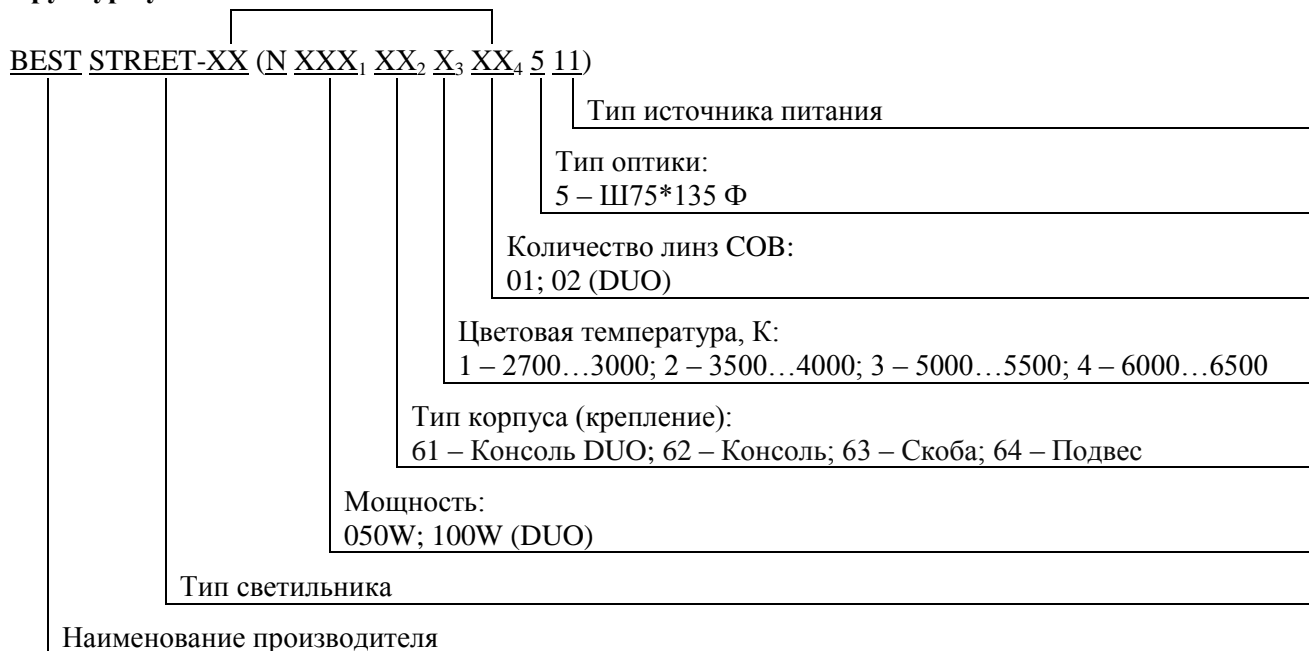 BEST STREET-XX (N XXX₁ XX₂ X₃ XX₄ 5 11)
Тип источника питания
Тип оптики:
5 – Ш75*135 Ф
Количество линз COB:
01; 02 (DUO)
Цветовая температура, К:
1 – 2700…3000; 2 – 3500…4000; 3 – 5000…5500; 4 – 6000…6500
Тип корпуса (крепление):
61 – Консоль DUO; 62 – Консоль; 63 – Скоба; 64 – Подвес
Мощность:
050W; 100W (DUO)
Тип светильника
Наименование производителя